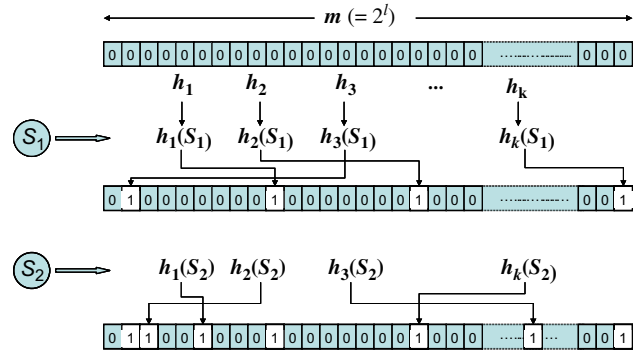 m (= 2^l)
0 0 0 0 0 0 0 0 0 0 0 0 0 0 0 0 0 0 0 0 0 ..................... 0 0 0
h₁ h₂ h₃ ... hₖ
S₁ h₁(S₁) h₂(S₁) h₃(S₁) hₖ(S₁)
0 1 0 0 0 0 0 0 0 1 0 0 0 0 0 0 0 1 0 0 0 ..................... 0 0 1
S₂ h₁(S₂) h₂(S₂) h₃(S₂) hₖ(S₂)
0 1 1 0 0 1 0 0 0 1 0 0 0 0 0 0 0 1 0 0 0 ........ 1 ... 0 0 1